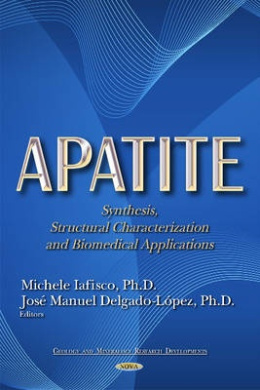 APATITE
Synthesis,
Structural Characterization
and Biomedical Applications
Michele Iafisco, Ph.D.
José Manuel Delgado-López, Ph.D.
Editors
Geology and Mineralogy Research Developments
NOVA